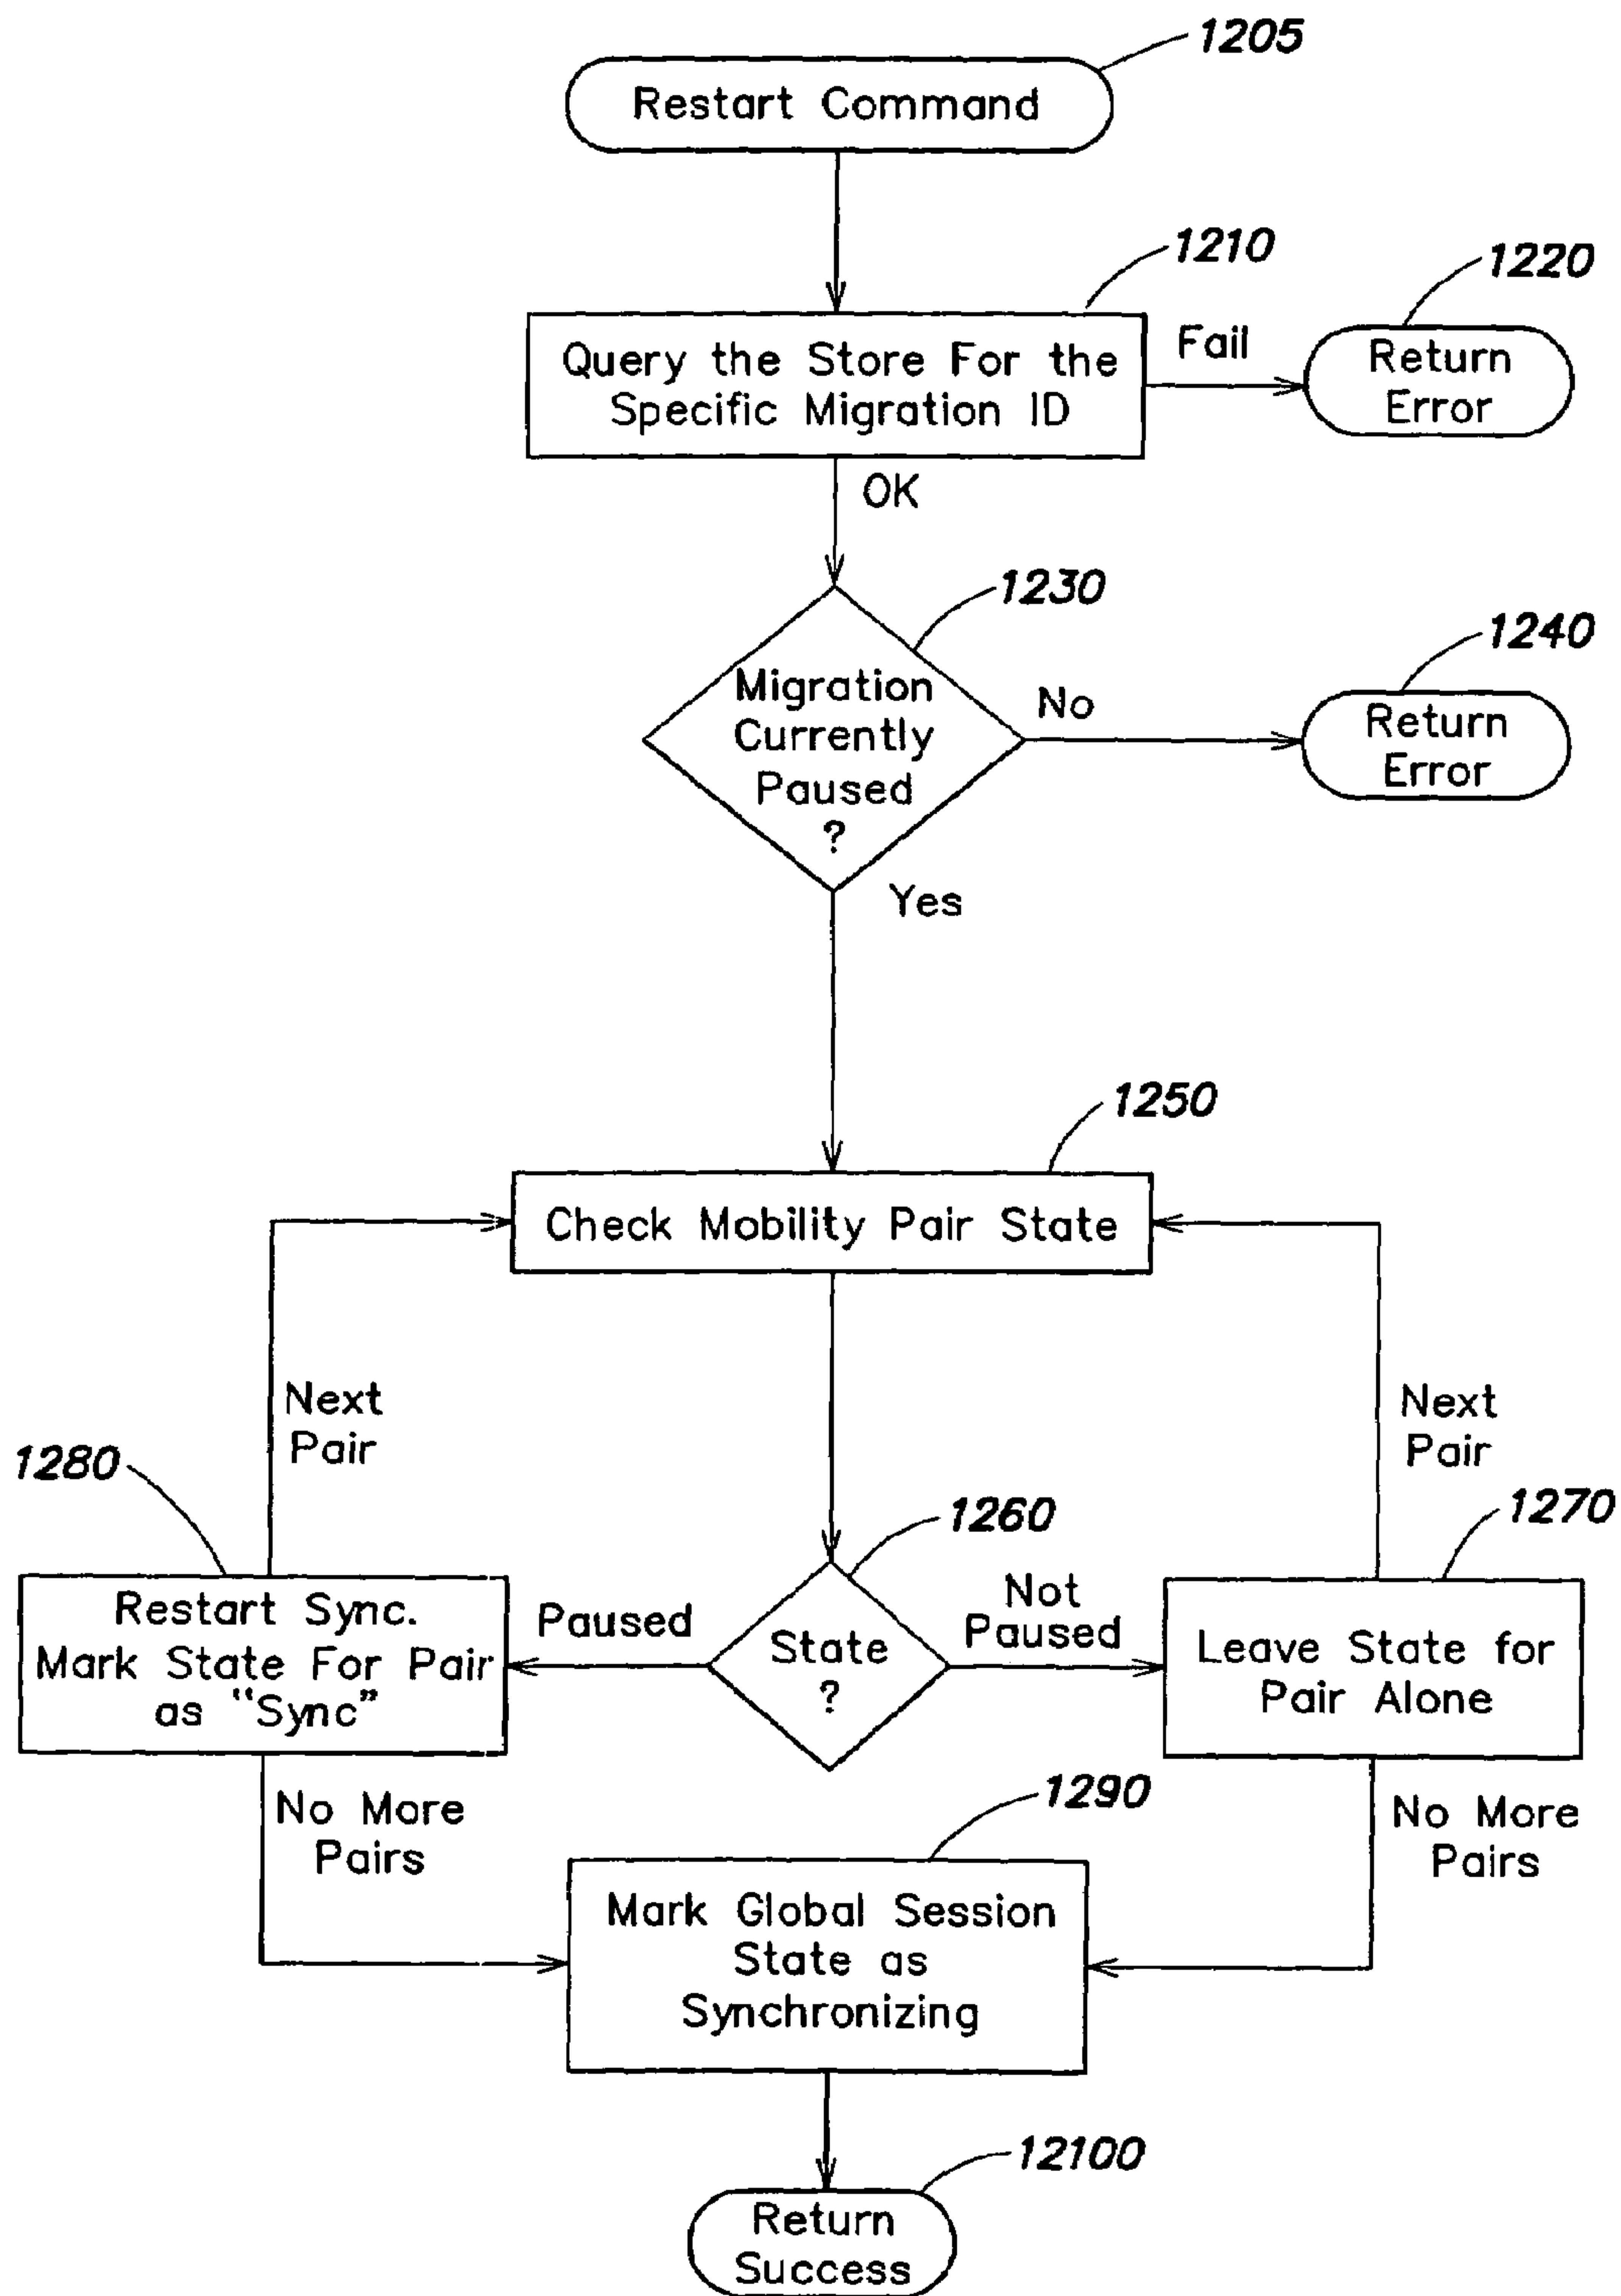 1205
Restart Command
1210
1220
Query the Store For the
Specific Migration ID
Fail
Return
Error
OK
1230
1240
Migration
Currently
Paused
?
No
Return
Error
Yes
1250
Check Mobility Pair State
Next
Pair
Next
Pair
1280
1260
1270
Restart Sync.
Mark State For Pair
as "Sync"
Paused
State
?
Not
Paused
Leave State for
Pair Alone
No More
Pairs
1290
No More
Pairs
Mark Global Session
State as
Synchronizing
12100
Return
Success